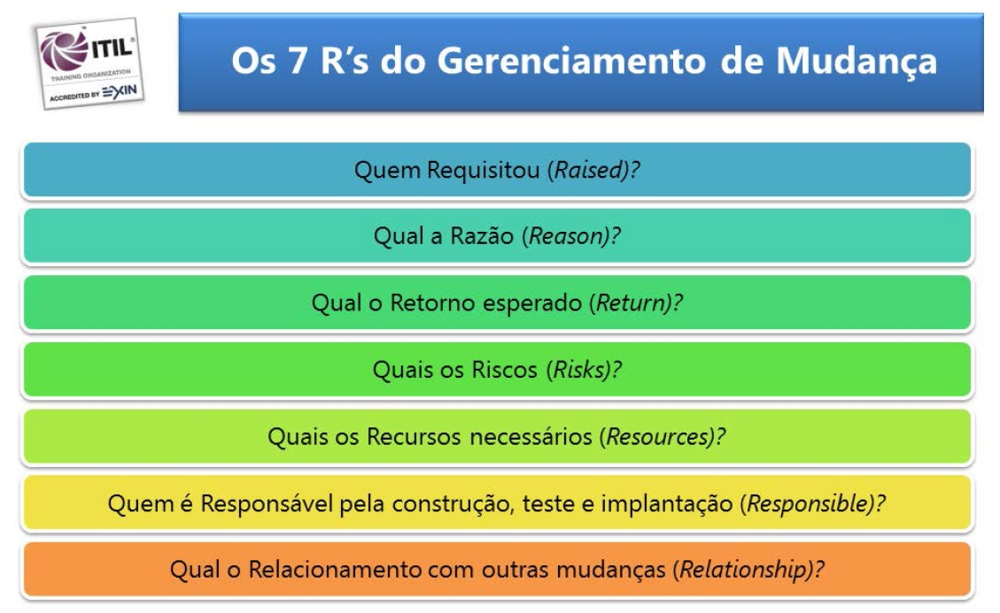 ITIL®
TRAINING ORGANIZATION
ACCREDITED BY EXIN
Os 7 R's do Gerenciamento de Mudança
Quem Requisitou (Raised)?
Qual a Razão (Reason)?
Qual o Retorno esperado (Return)?
Quais os Riscos (Risks)?
Quais os Recursos necessários (Resources)?
Quem é Responsável pela construção, teste e implantação (Responsible)?
Qual o Relacionamento com outras mudanças (Relationship)?